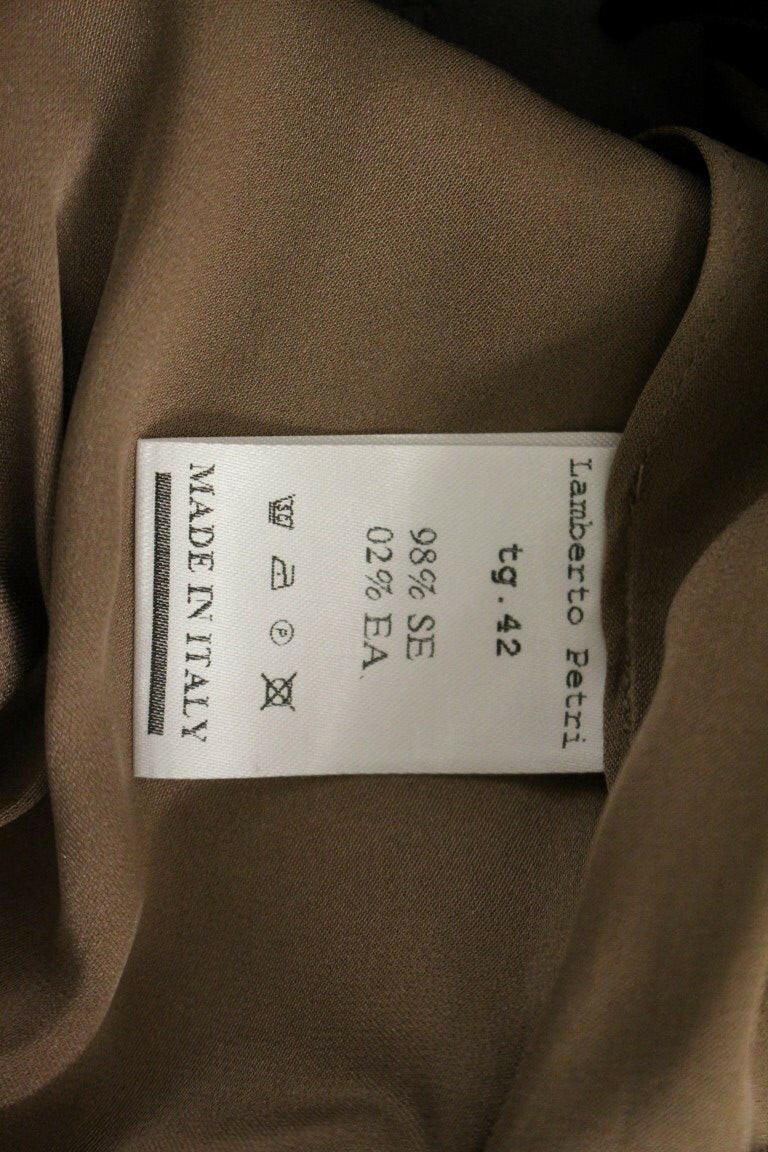 Lamberto Petri
tg.42
98% SE
02% EA
P
MADE IN ITALY